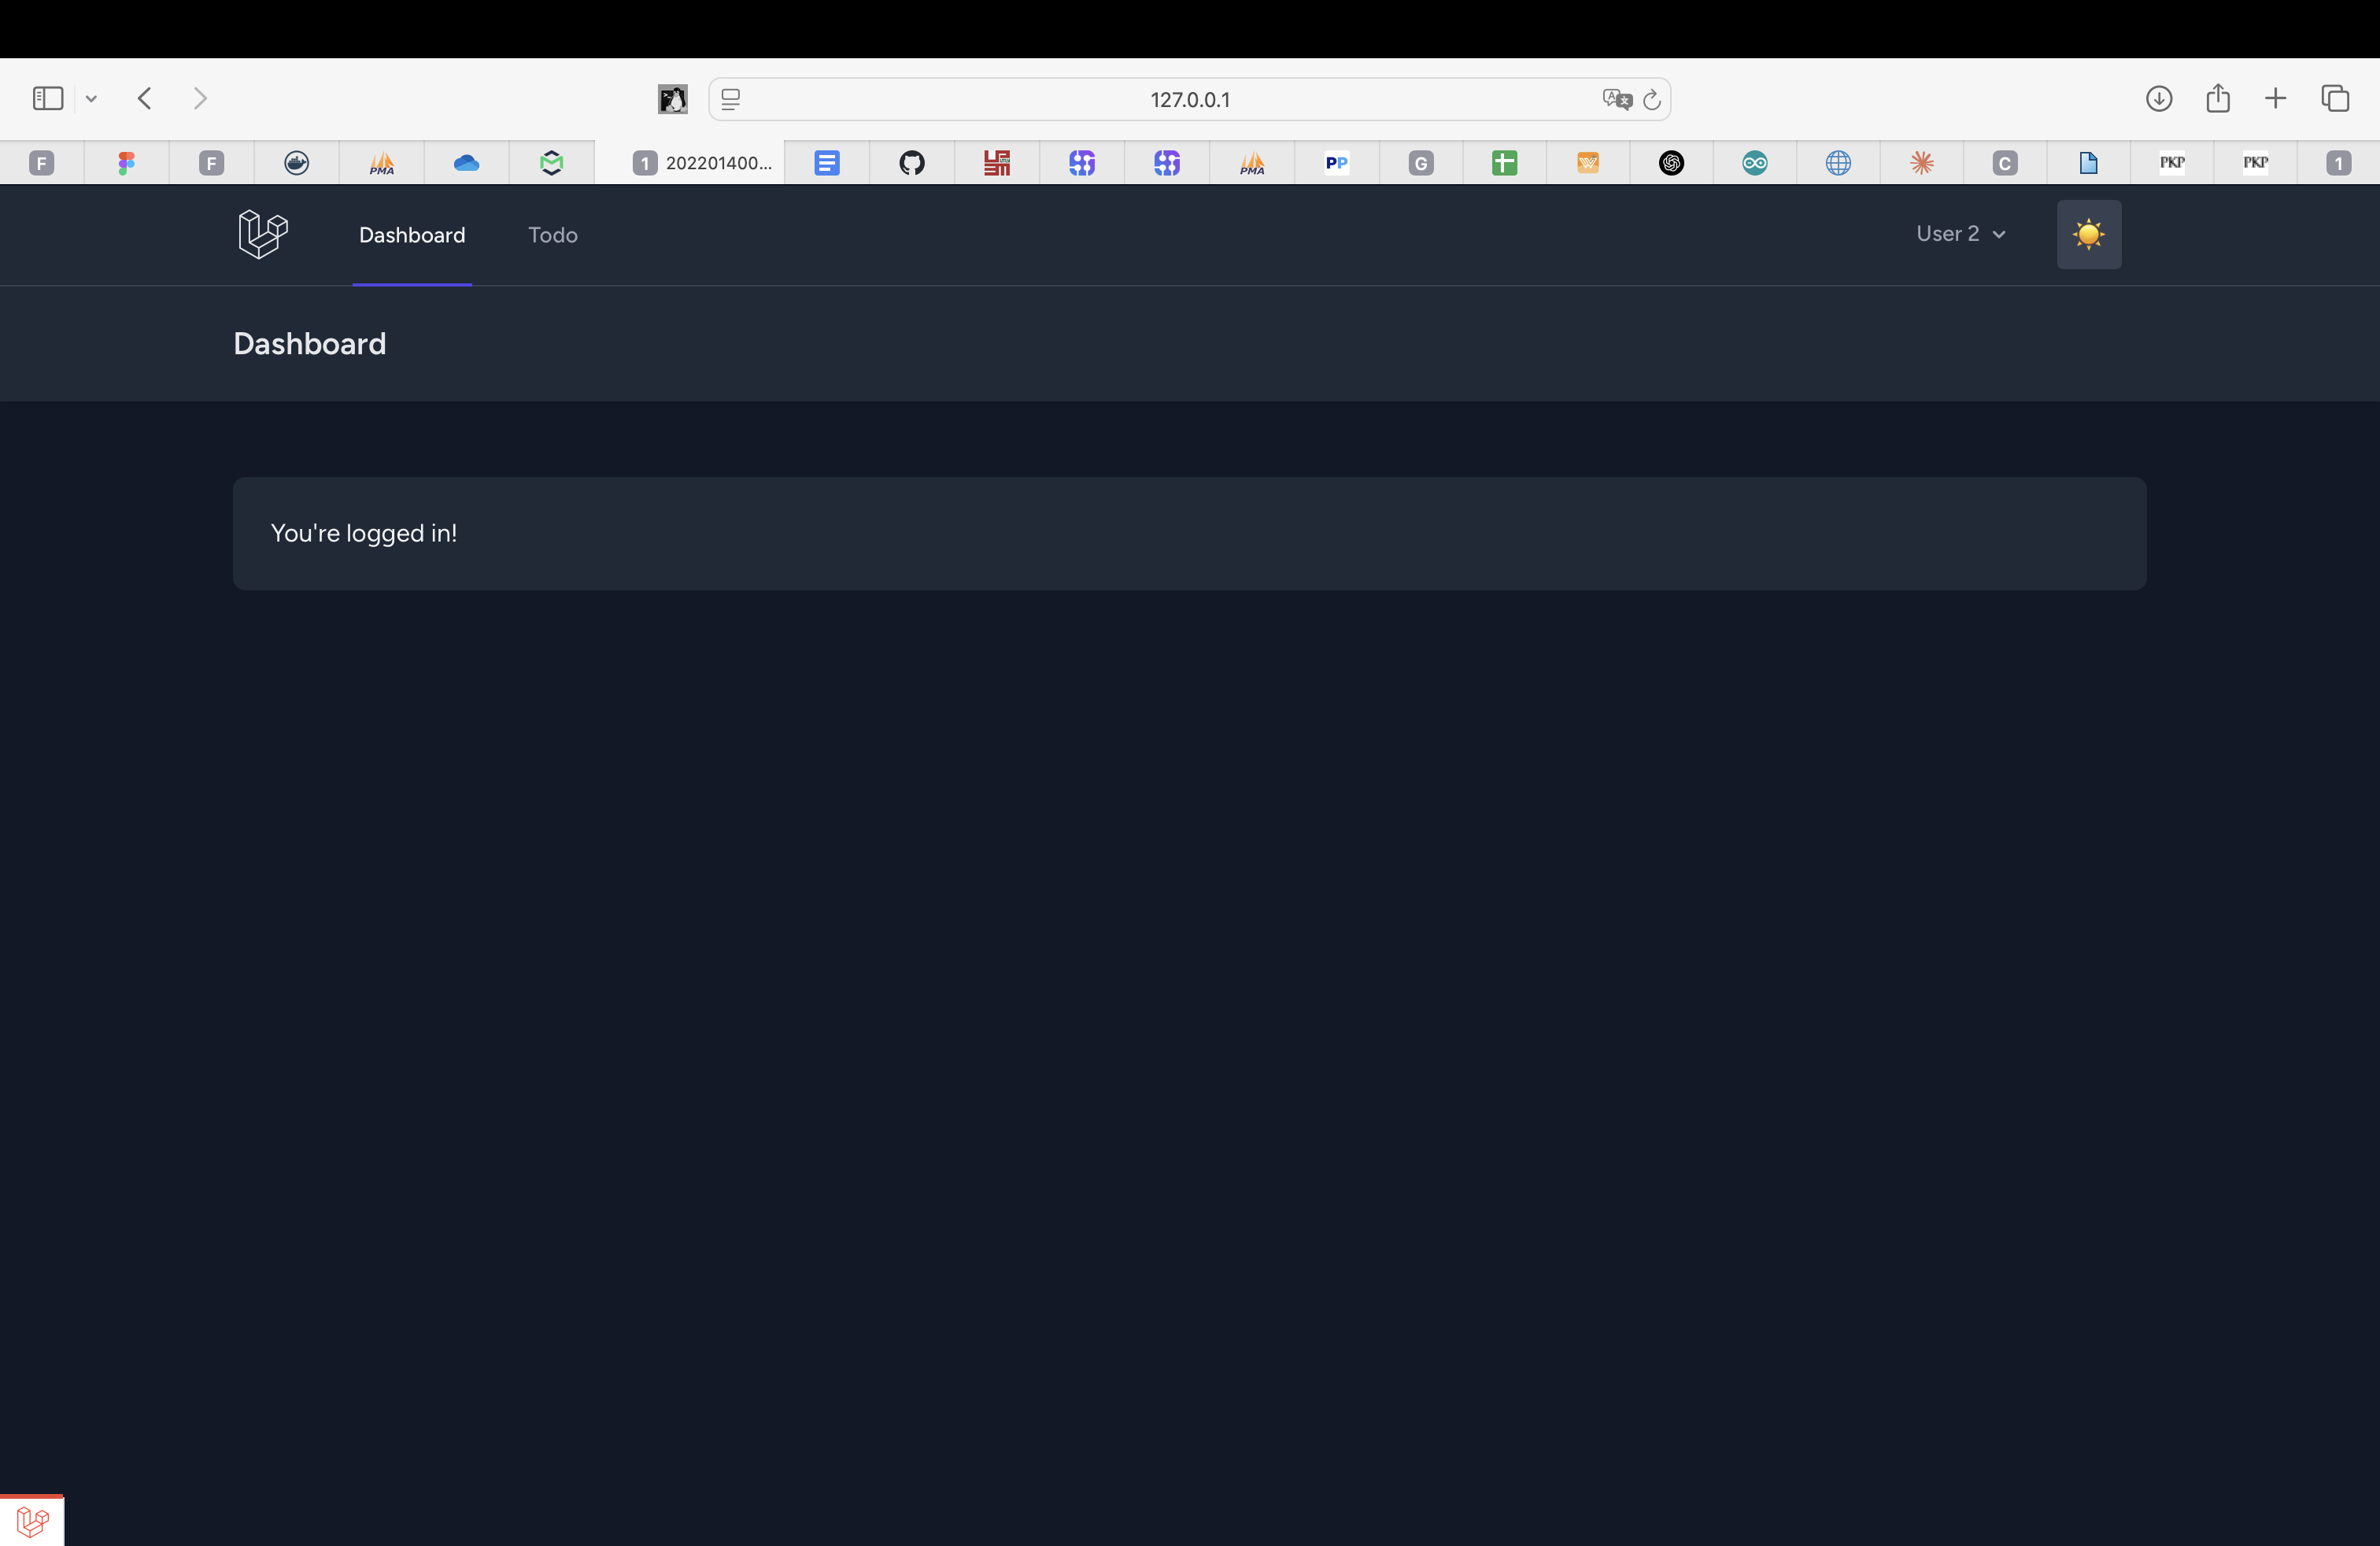 127.0.0.1
F
F
PMA
1 202201400...
PMA
PP
G
C
PKP
PKP
1
Dashboard
Todo
User 2
Dashboard
You're logged in!